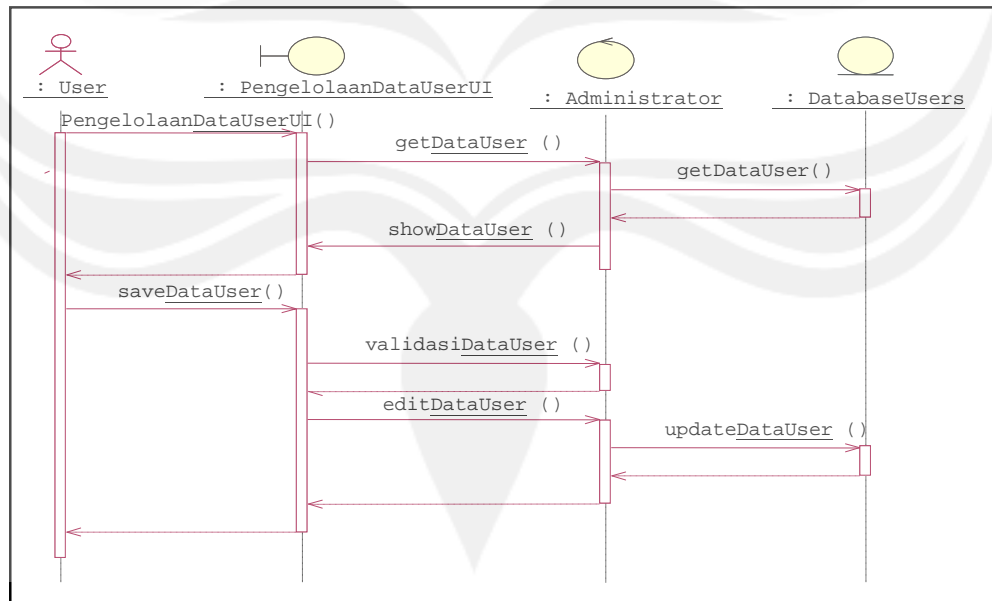 : User
: PengelolaanDataUserUI
: Administrator
: DatabaseUsers
PengelolaanDataUserUI()
getDataUser ()
getDataUser()
showDataUser ()
saveDataUser()
validasiDataUser ()
editDataUser ()
updateDataUser ()